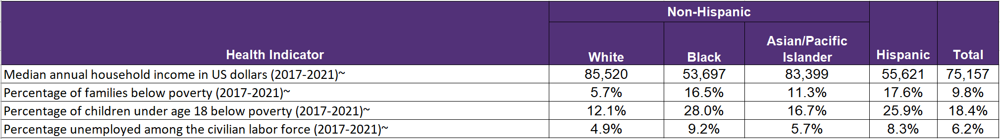 Non-Hispanic
Health Indicator White Black Asian/Pacific Islander Hispanic Total
Median annual household income in US dollars (2017-2021)~ 85,520 53,697 83,399 55,621 75,157
Percentage of families below poverty (2017-2021)~ 5.7% 16.5% 11.3% 17.6% 9.8%
Percentage of children under age 18 below poverty (2017-2021)~ 12.1% 28.0% 16.7% 25.9% 18.4%
Percentage unemployed among the civilian labor force (2017-2021)~ 4.9% 9.2% 5.7% 8.3% 6.2%